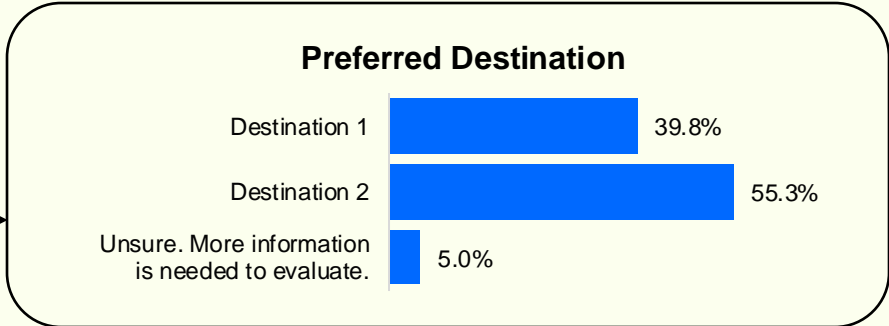 Preferred Destination
Destination 1
39.8%
Destination 2
55.3%
Unsure. More information
is needed to evaluate.
5.0%